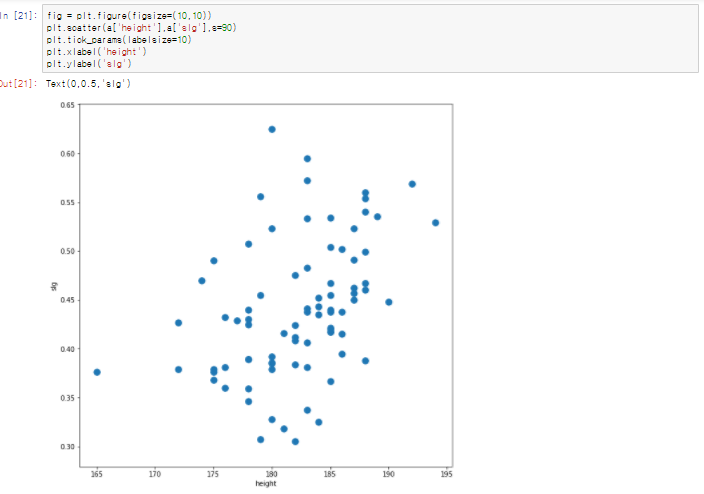 In [21]: fig = plt.figure(figsize=(10,10))
plt.scatter(a['height'],a['slg'],s=90)
plt.tick_params(labelsize=10)
plt.xlabel('height')
plt.ylabel('slg')
Out[21]: Text(0,0.5,'slg')
0.65
0.60
0.55
0.50
slg
0.45
0.40
0.35
0.30
165 170 175 180 185 190 195
height